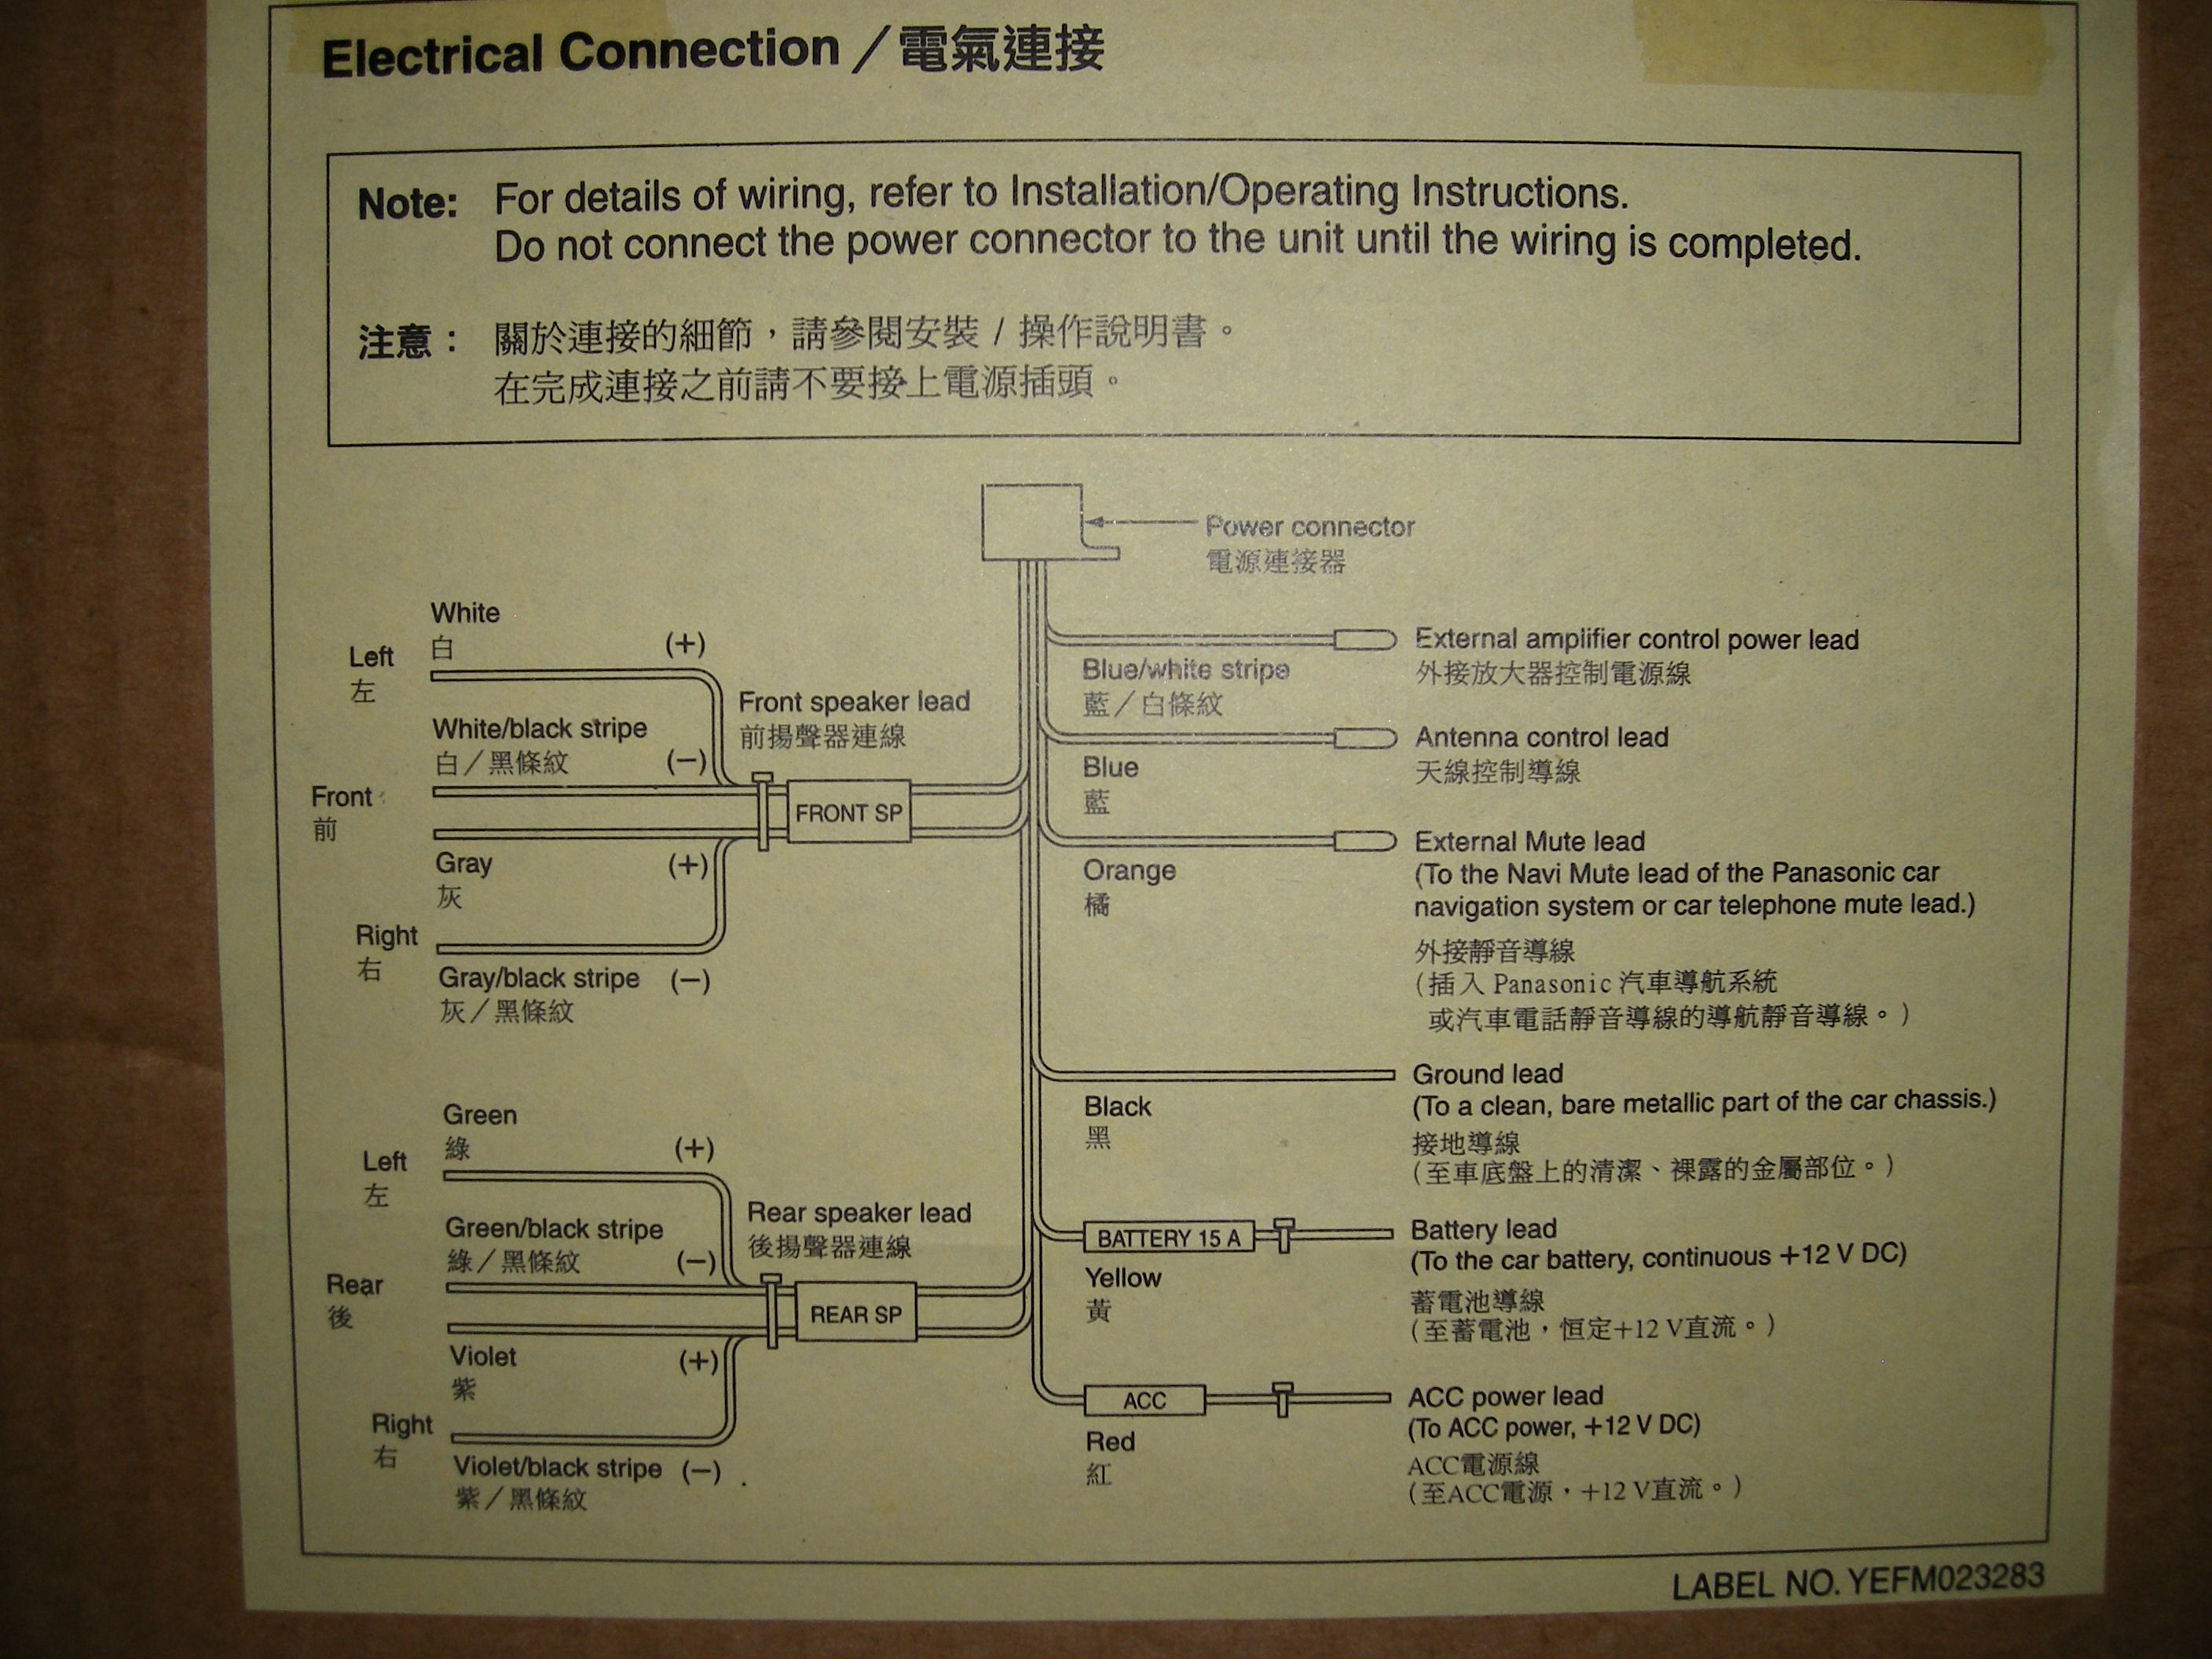 Electrical Connection／電氣連接
Note: For details of wiring, refer to Installation/Operating Instructions.
Do not connect the power connector to the unit until the wiring is completed.
注意： 關於連接的細節，請參閱安裝 / 操作說明書。
在完成連接之前請不要接上電源插頭。
Power connector
電源連接器
White
白
(+)
Left
左
White/black stripe
白／黑條紋
(−)
Front speaker lead
前揚聲器連線
Front
前
FRONT SP
Gray
灰
(+)
Right
右
Gray/black stripe (−)
灰／黑條紋
Green
綠
(+)
Left
左
Green/black stripe
綠／黑條紋
(−)
Rear speaker lead
後揚聲器連線
Rear
後
REAR SP
Violet
紫
(+)
Right
右
Violet/black stripe (−)
紫／黑條紋
External amplifier control power lead
外接放大器控制電源線
Blue/white stripe
藍／白條紋
Antenna control lead
天線控制導線
Blue
藍
External Mute lead
(To the Navi Mute lead of the Panasonic car
navigation system or car telephone mute lead.)
外接靜音導線
（插入 Panasonic 汽車導航系統
或汽車電話靜音導線的導航靜音導線。）
Orange
橘
Ground lead
(To a clean, bare metallic part of the car chassis.)
接地導線
（至車底盤上的清潔、裸露的金屬部位。）
Black
黑
BATTERY 15 A
Battery lead
(To the car battery, continuous +12 V DC)
蓄電池導線
（至蓄電池，恒定+12 V直流。）
Yellow
黃
ACC
ACC power lead
(To ACC power, +12 V DC)
ACC電源線
（至ACC電源，+12 V直流。）
Red
紅
LABEL NO. YEFM023283